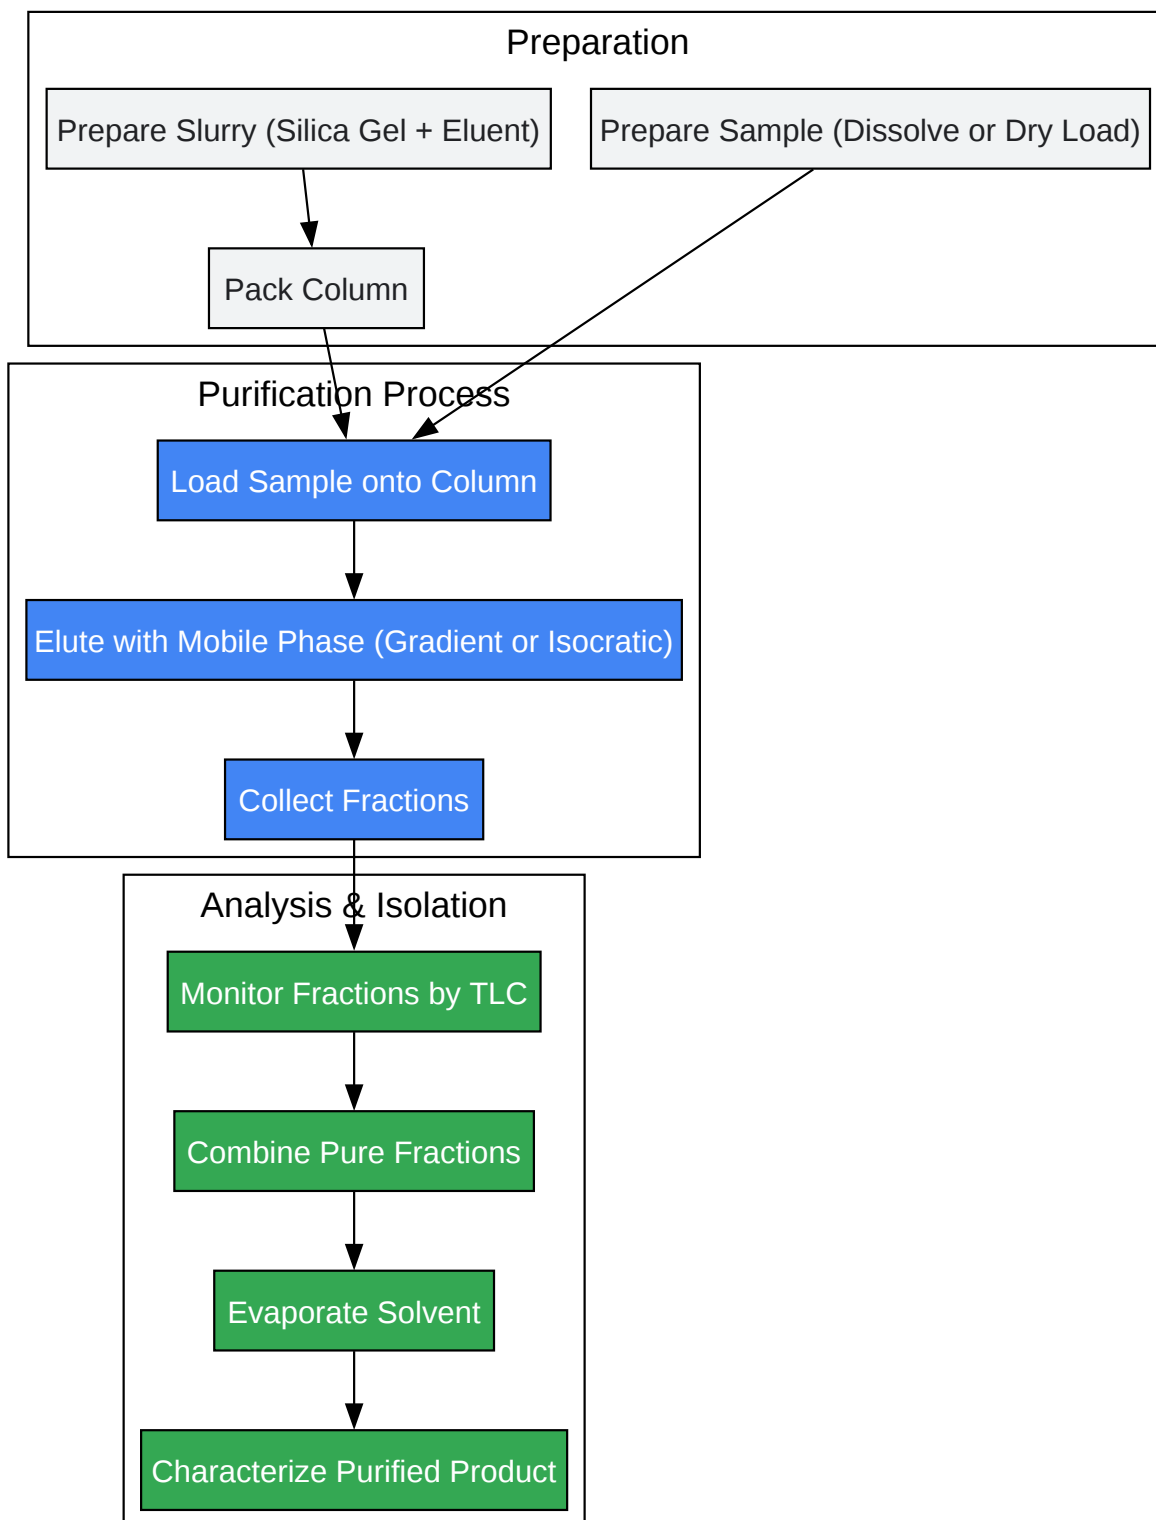 Preparation
Prepare Slurry (Silica Gel + Eluent)
Prepare Sample (Dissolve or Dry Load)
Pack Column
Purification Process
Load Sample onto Column
Elute with Mobile Phase (Gradient or Isocratic)
Collect Fractions
Analysis & Isolation
Monitor Fractions by TLC
Combine Pure Fractions
Evaporate Solvent
Characterize Purified Product